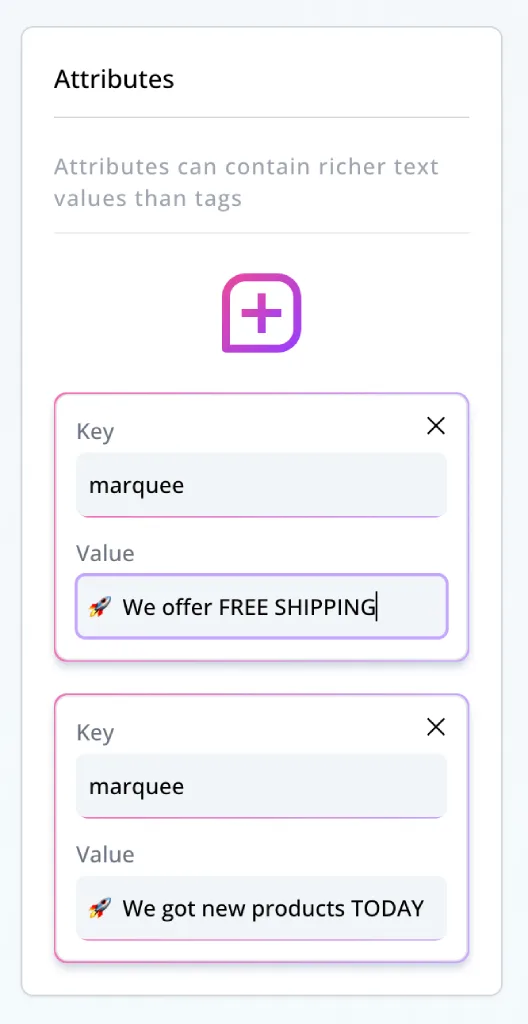 Attributes
Attributes can contain richer text
values than tags
Key
marquee
Value
🚀 We offer FREE SHIPPING
Key
marquee
Value
🚀 We got new products TODAY